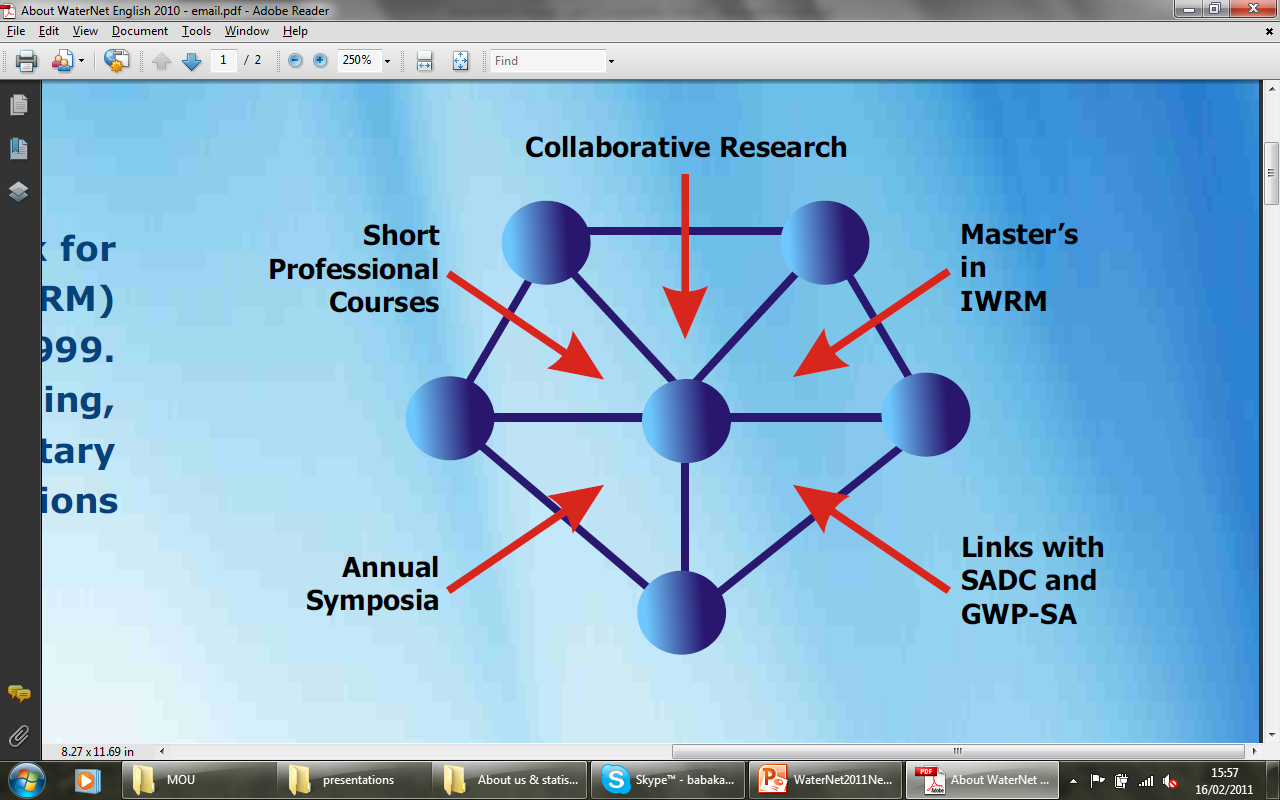 About WaterNet English 2010 - email.pdf - Adobe Reader
File Edit View Document Tools Window Help
1 / 2 250% Find
Collaborative Research
Short
Professional
Courses
Master's
in
IWRM
x for
RM)
999.
ing,
tary
ions
Annual
Symposia
Links with
SADC and
GWP-SA
8.27 x 11.69 in
MOU presentations About us & statis... Skype™ - babaka... WaterNet2011Ne... About WaterNet ... 15:57
16/02/2011